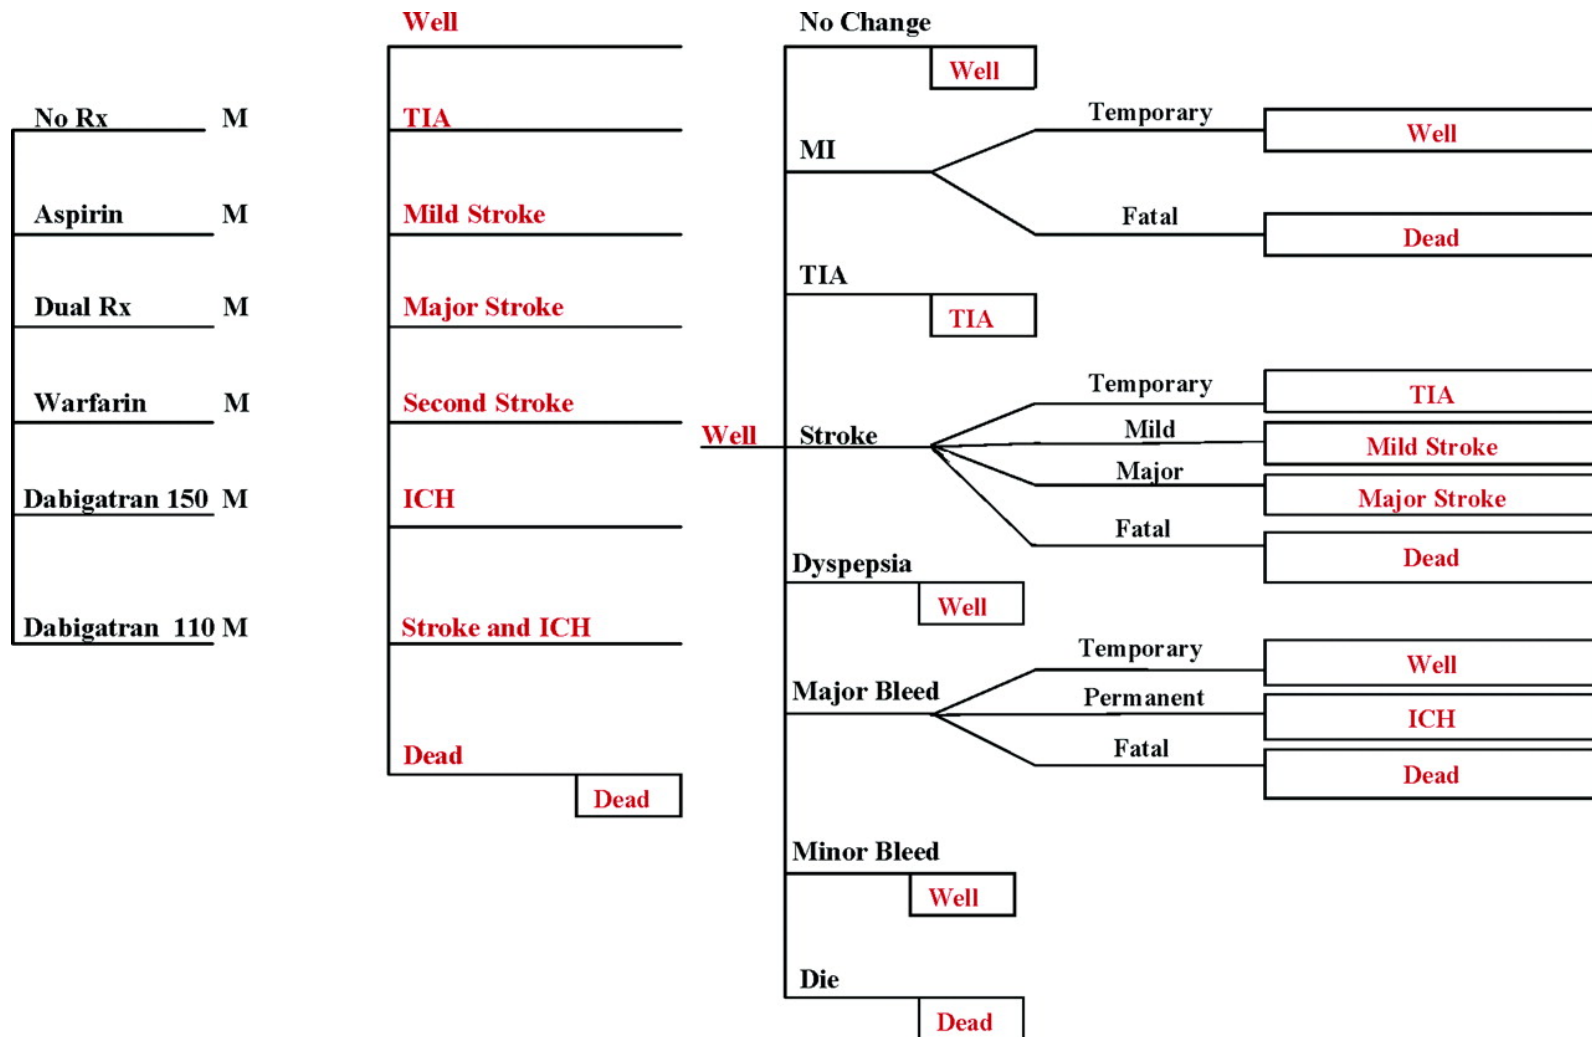 No Rx M
Aspirin M
Dual Rx M
Warfarin M
Dabigatran 150 M
Dabigatran 110 M
Well
TIA
Mild Stroke
Major Stroke
Second Stroke
ICH
Stroke and ICH
Dead
Dead
Well
No Change
Well
MI
Temporary
Well
Fatal
Dead
TIA
TIA
Stroke
Temporary
TIA
Mild
Mild Stroke
Major
Major Stroke
Fatal
Dead
Dyspepsia
Well
Major Bleed
Temporary
Well
Permanent
ICH
Fatal
Dead
Minor Bleed
Well
Die
Dead